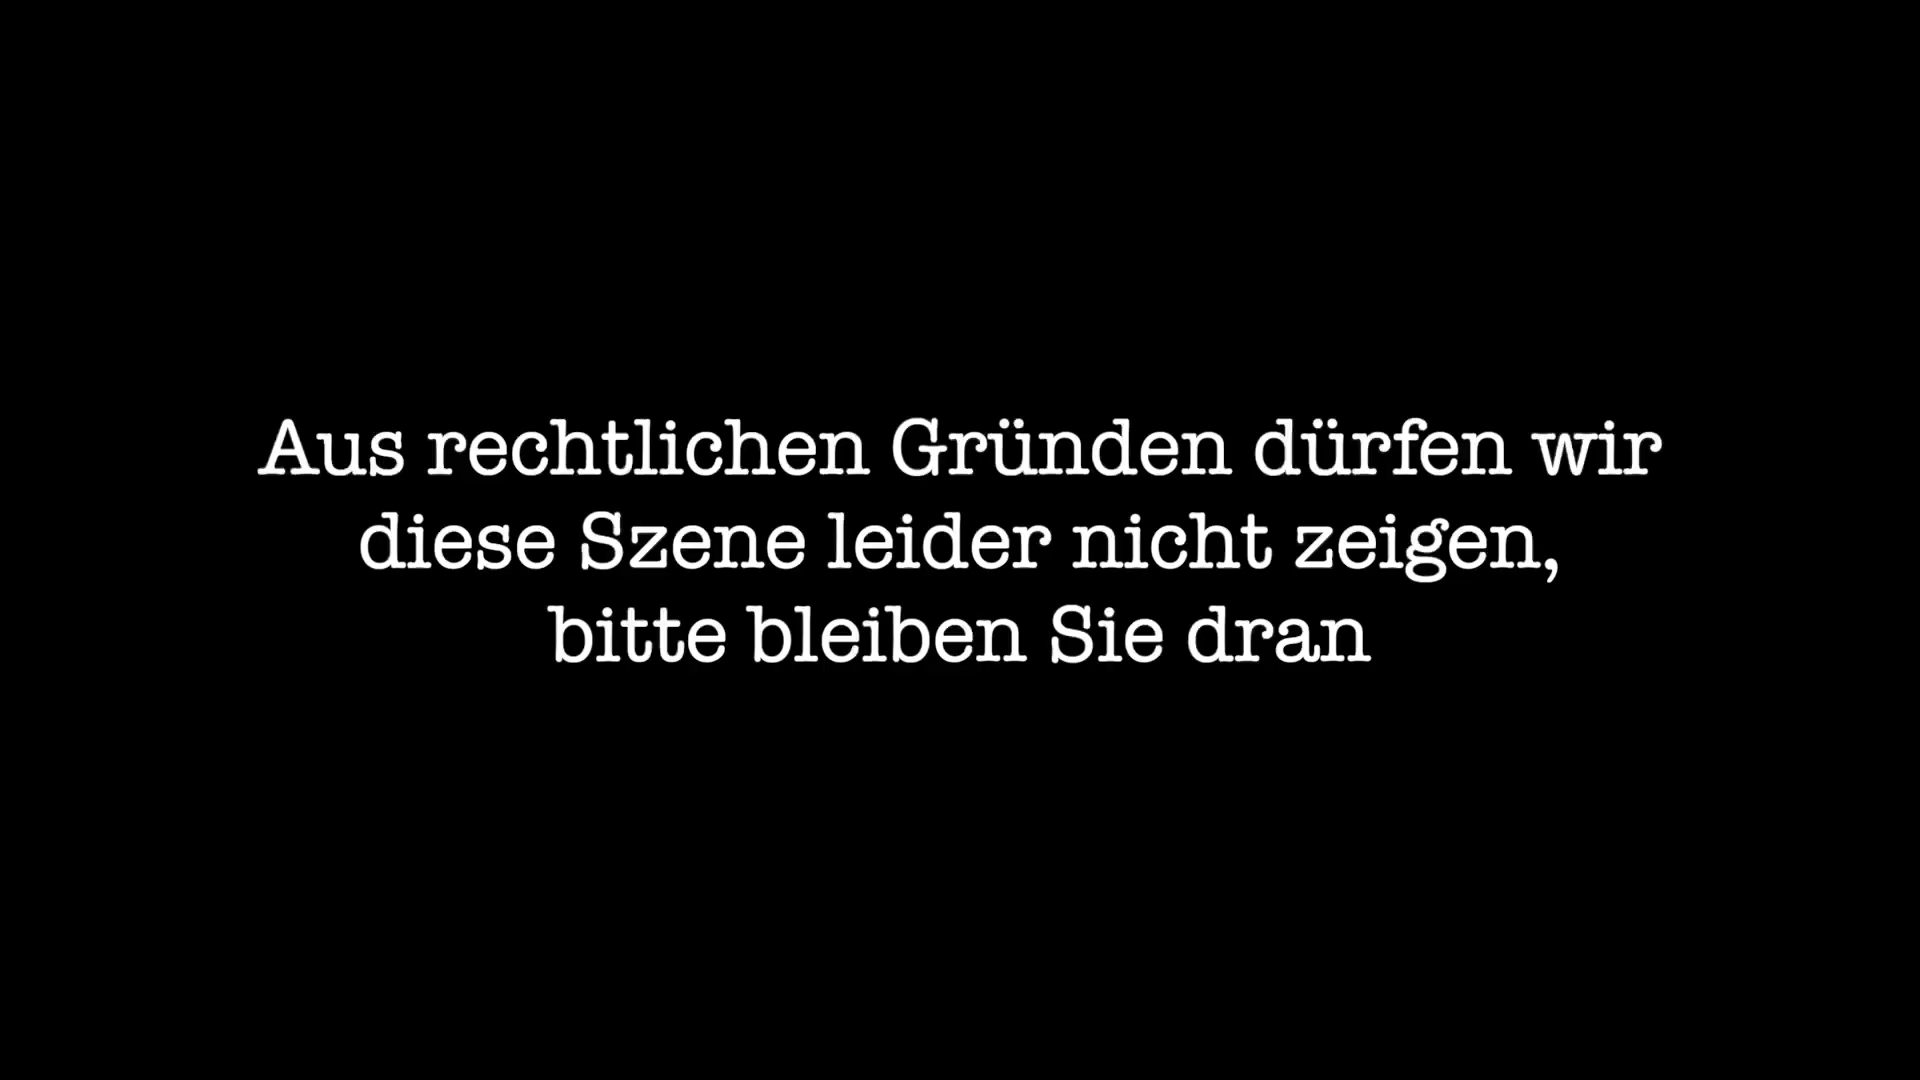 Aus rechtlichen Gründen dürfen wir
diese Szene leider nicht zeigen,
bitte bleiben Sie dran